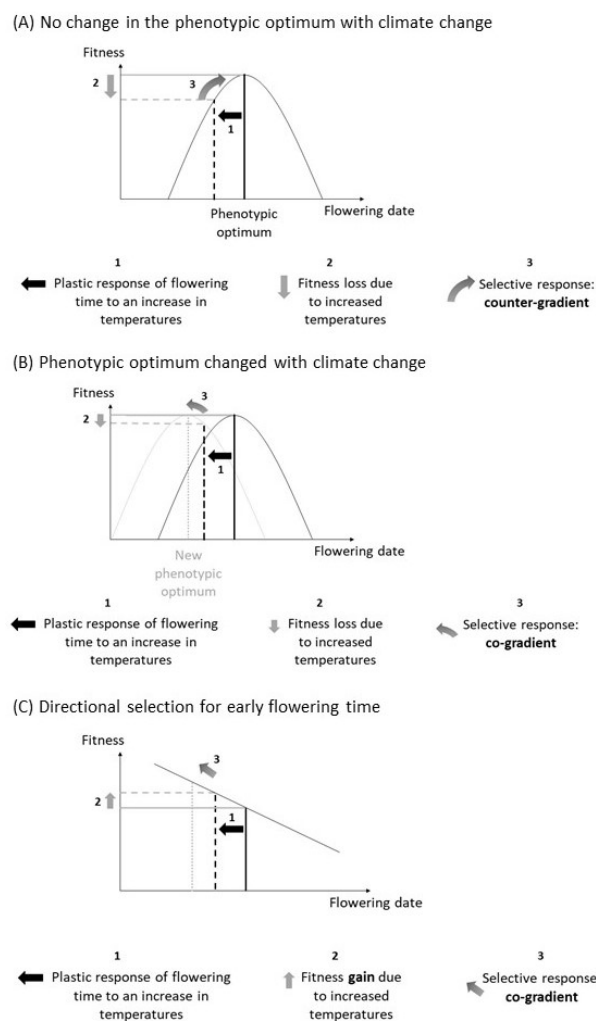 (A) No change in the phenotypic optimum with climate change
Fitness
2
3
1
Phenotypic
optimum
Flowering date
1
Plastic response of flowering
time to an increase in
temperatures
2
Fitness loss due
to increased
temperatures
3
Selective response:
counter-gradient
(B) Phenotypic optimum changed with climate change
Fitness
3
2
1
Flowering date
New
phenotypic
optimum
1
Plastic response of flowering
time to an increase in
temperatures
2
Fitness loss due
to increased
temperatures
3
Selective response:
co-gradient
(C) Directional selection for early flowering time
Fitness
3
2
1
Flowering date
1
Plastic response of flowering
time to an increase in
temperatures
2
Fitness gain due
to increased
temperatures
3
Selective response
co-gradient